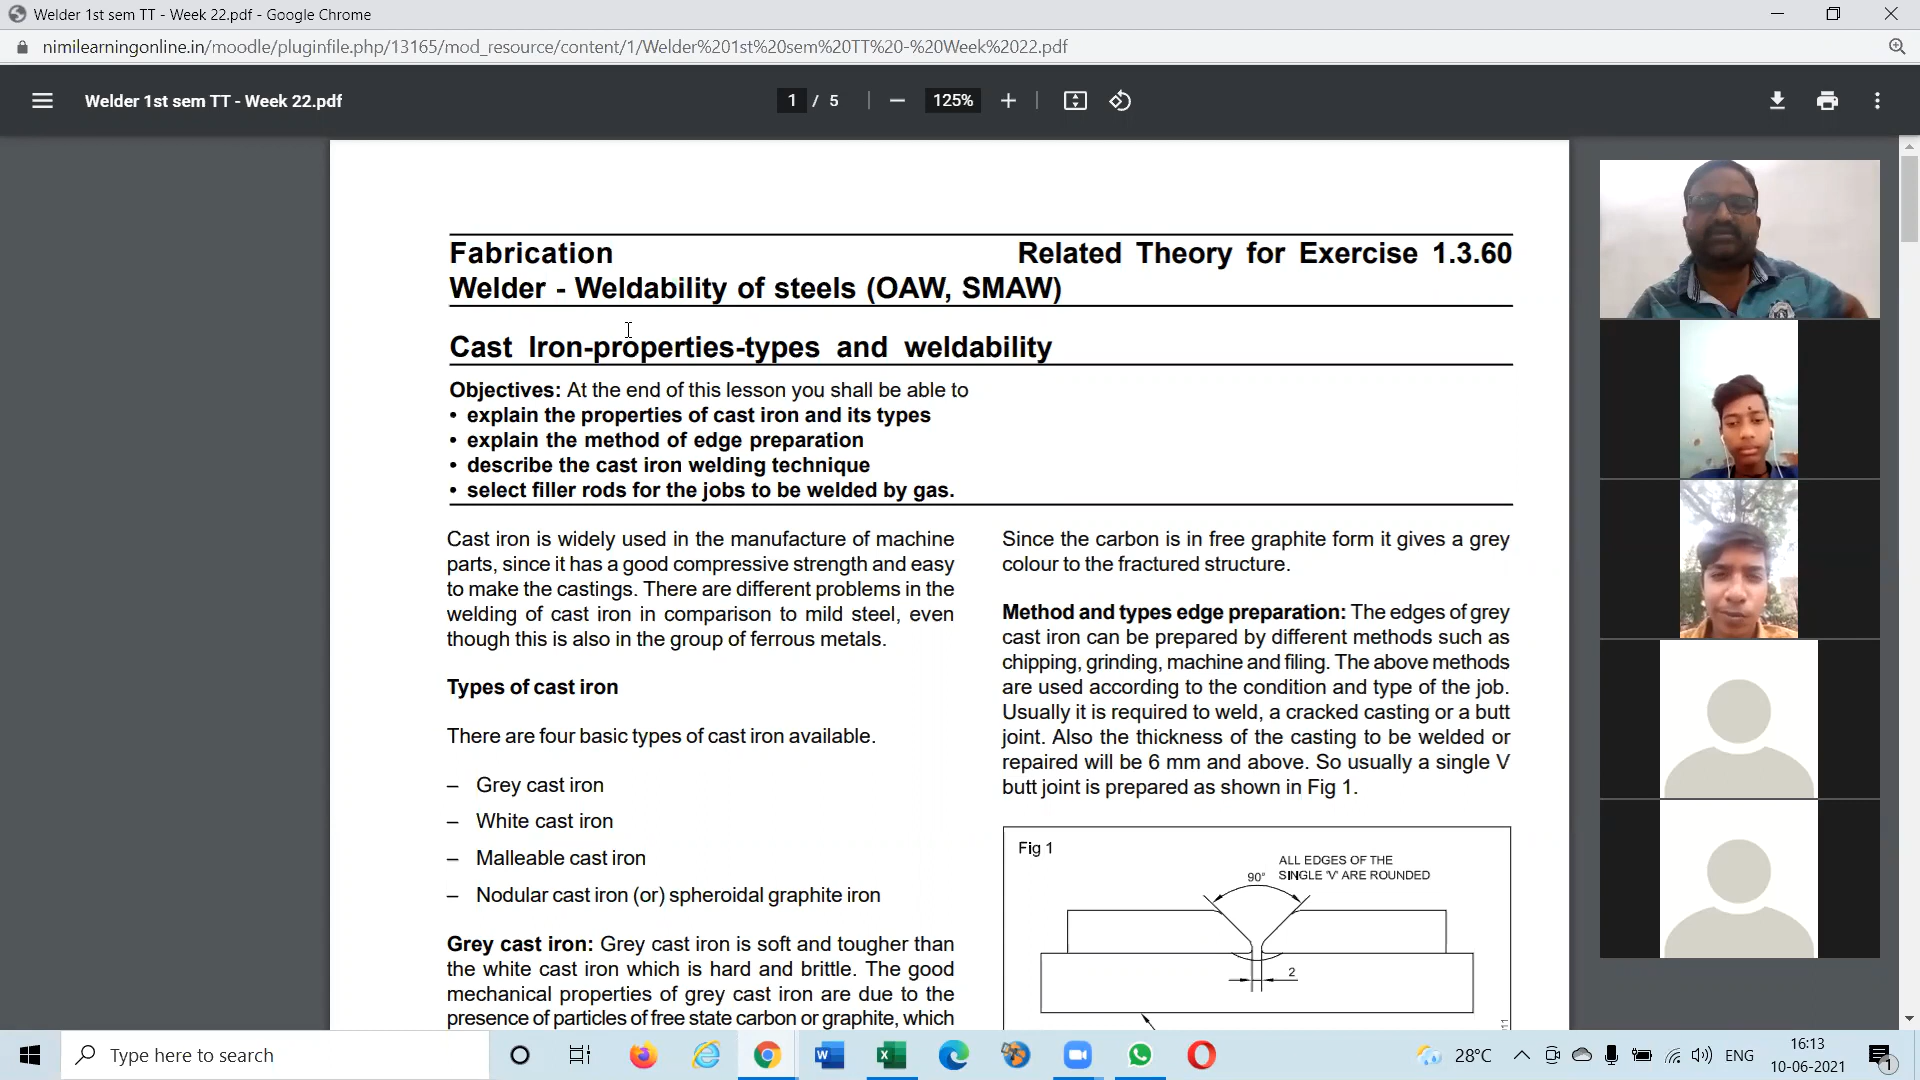 Welder 1st sem TT - Week 22.pdf - Google Chrome
nimilearningonline.in/moodle/pluginfile.php/13165/mod_resource/content/1/Welder%201st%20sem%20TT%20-%20Week%2022.pdf
Welder 1st sem TT - Week 22.pdf
1 / 5
125%
Fabrication
Related Theory for Exercise 1.3.60
Welder - Weldability of steels (OAW, SMAW)
Cast Iron-properties-types and weldability
Objectives: At the end of this lesson you shall be able to
• explain the properties of cast iron and its types
• explain the method of edge preparation
• describe the cast iron welding technique
• select filler rods for the jobs to be welded by gas.
Cast iron is widely used in the manufacture of machine
parts, since it has a good compressive strength and easy
to make the castings. There are different problems in the
welding of cast iron in comparison to mild steel, even
though this is also in the group of ferrous metals.
Types of cast iron
There are four basic types of cast iron available.
– Grey cast iron
– White cast iron
– Malleable cast iron
– Nodular cast iron (or) spheroidal graphite iron
Grey cast iron: Grey cast iron is soft and tougher than
the white cast iron which is hard and brittle. The good
mechanical properties of grey cast iron are due to the
presence of particles of free state carbon or graphite, which
Since the carbon is in free graphite form it gives a grey
colour to the fractured structure.
Method and types edge preparation: The edges of grey
cast iron can be prepared by different methods such as
chipping, grinding, machine and filing. The above methods
are used according to the condition and type of the job.
Usually it is required to weld, a cracked casting or a butt
joint. Also the thickness of the casting to be welded or
repaired will be 6 mm and above. So usually a single V
butt joint is prepared as shown in Fig 1.
Fig 1
ALL EDGES OF THE
SINGLE 'V' ARE ROUNDED
90°
2
Type here to search
28°C
ENG
16:13
10-06-2021
1